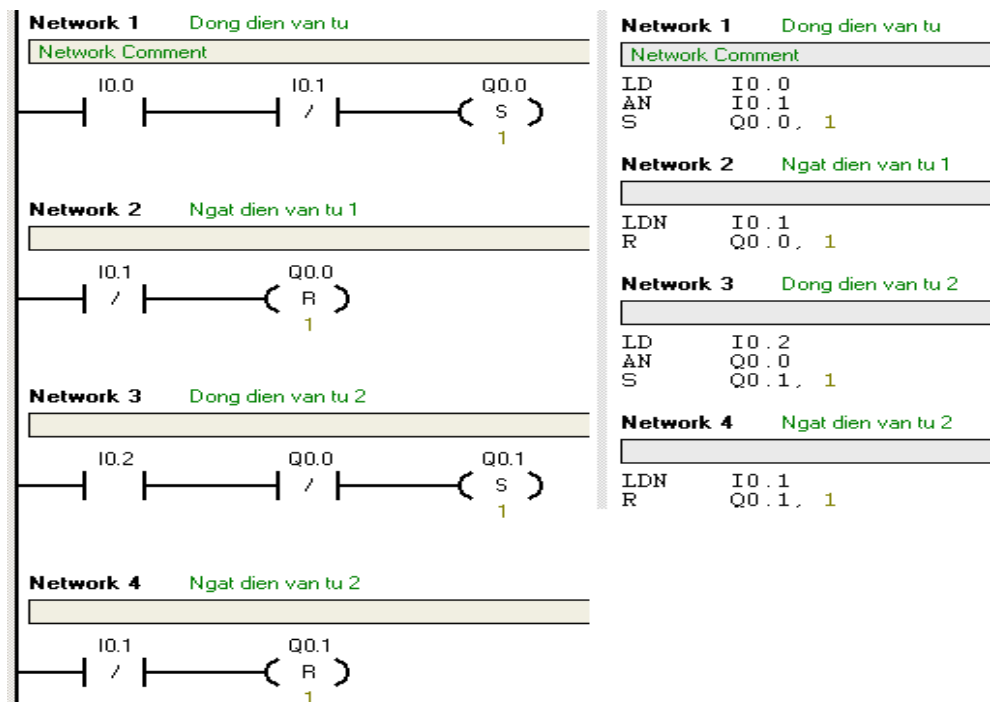 Network 1 Dong dien van tu
Network Comment
I0.0 I0.1 Q0.0
/ S
1
Network 2 Ngat dien van tu 1
I0.1 Q0.0
/ R
1
Network 3 Dong dien van tu 2
I0.2 Q0.0 Q0.1
/ S
1
Network 4 Ngat dien van tu 2
I0.1 Q0.1
/ R
1
Network 1 Dong dien van tu
Network Comment
LD I0.0
AN I0.1
S Q0.0, 1
Network 2 Ngat dien van tu 1
LDN I0.1
R Q0.0, 1
Network 3 Dong dien van tu 2
LD I0.2
AN Q0.0
S Q0.1, 1
Network 4 Ngat dien van tu 2
LDN I0.1
R Q0.1, 1